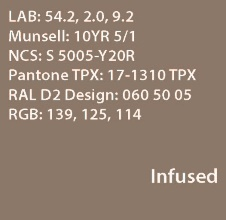 LAB: 54.2, 2.0, 9.2
Munsell: 10YR 5/1
NCS: S 5005-Y20R
Pantone TPX: 17-1310 TPX
RAL D2 Design: 060 50 05
RGB: 139, 125, 114
Infused